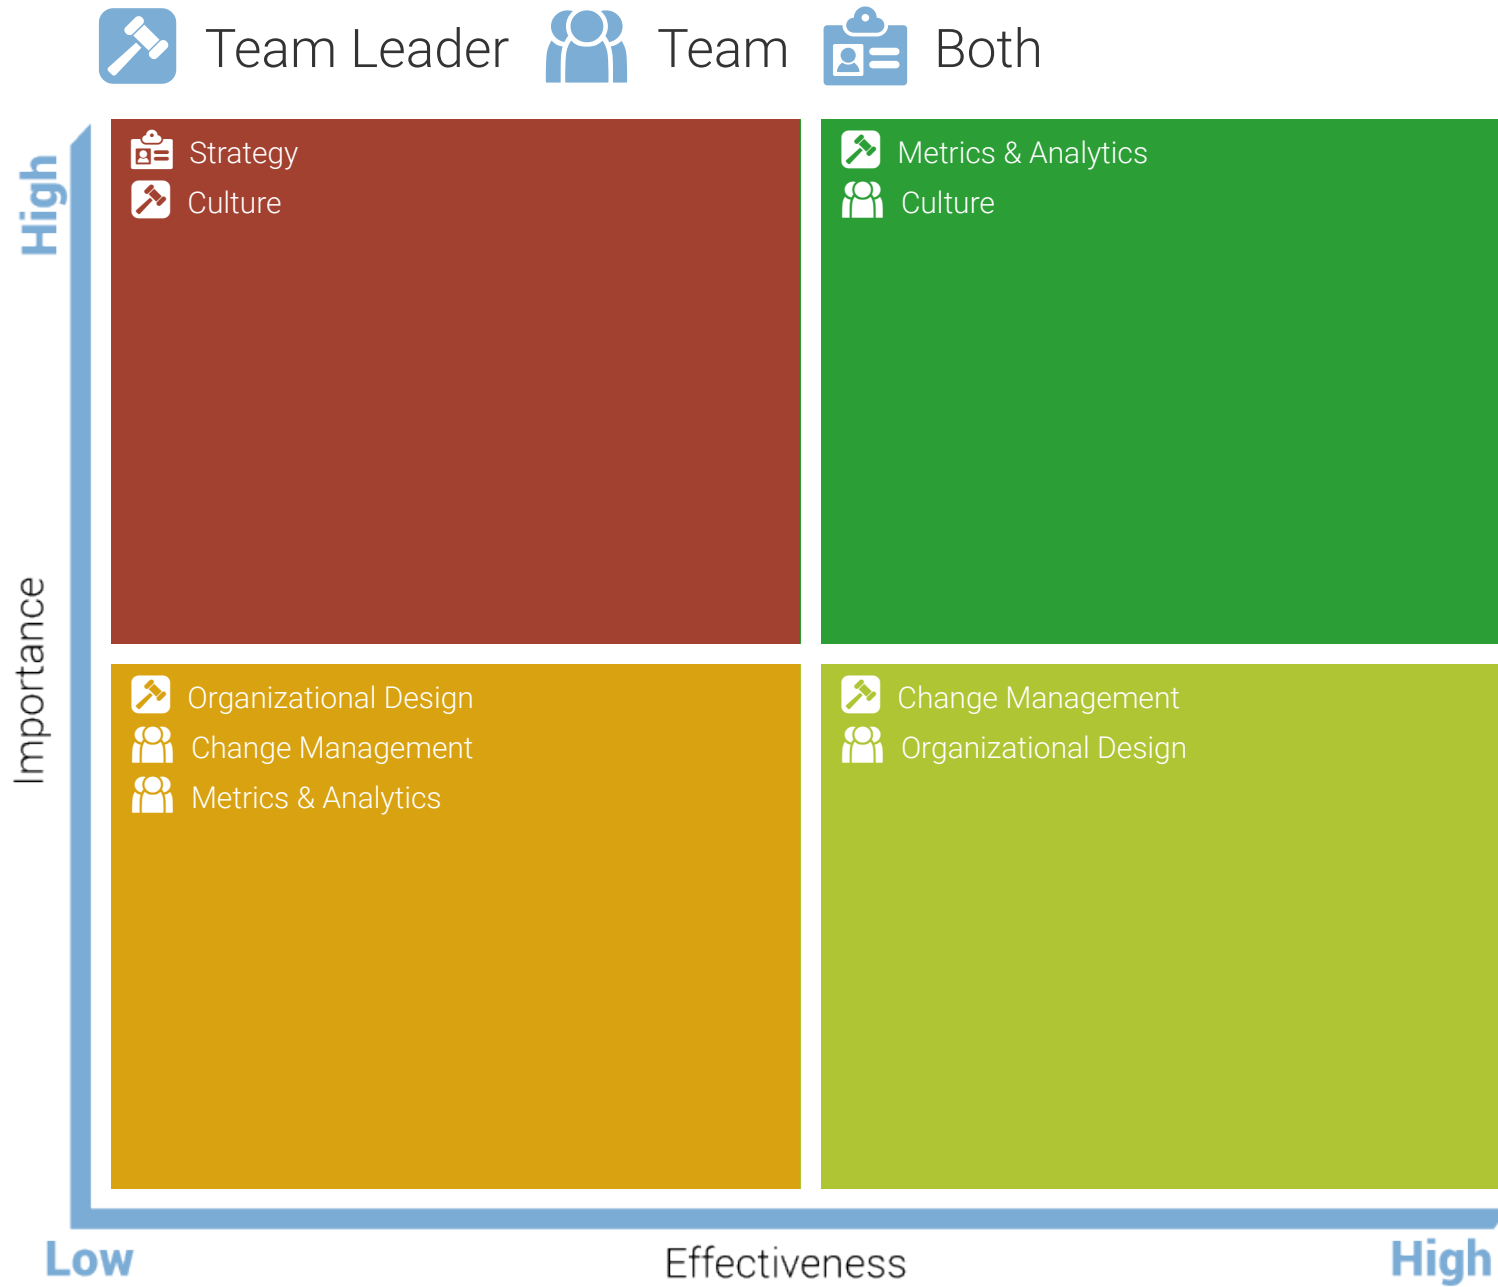 Team Leader Team Both
High
Strategy
Culture
Metrics & Analytics
Culture
Importance
Organizational Design
Change Management
Metrics & Analytics
Change Management
Organizational Design
Low Effectiveness High